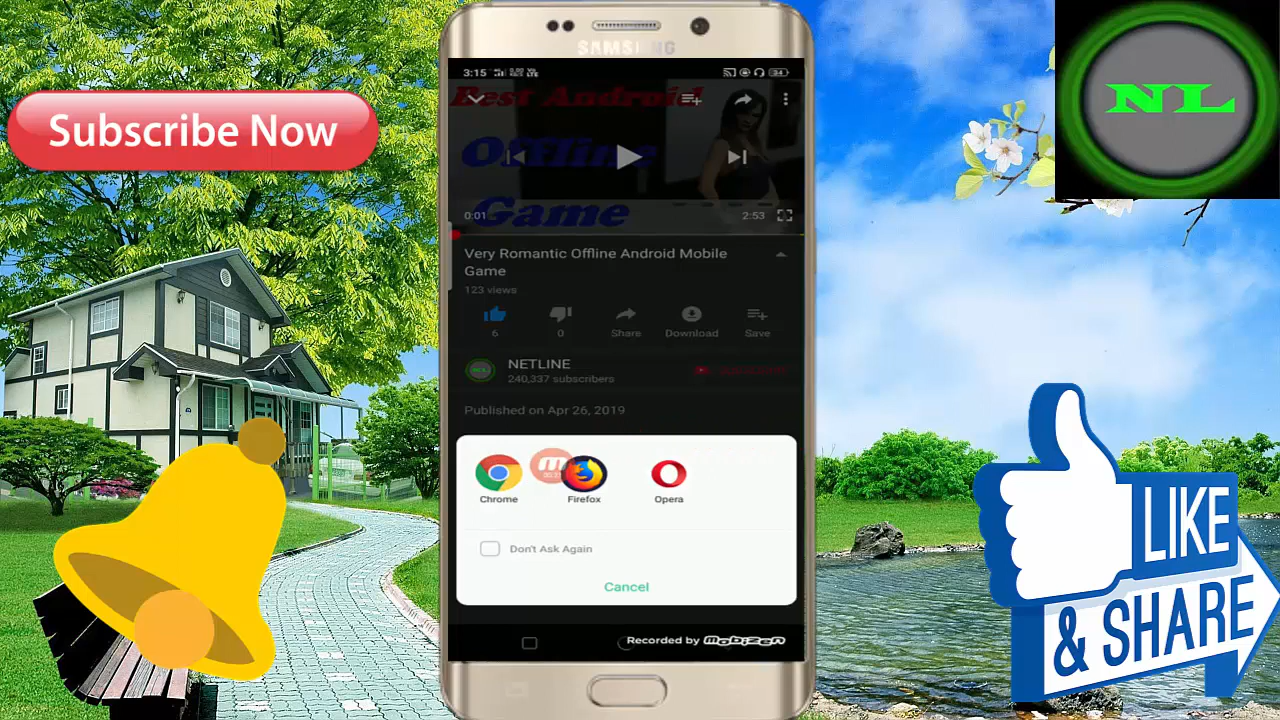 SAMSUNG
3:15
34
Best Android
Offline
Game
0:01
2:53
Very Romantic Offline Android Mobile
Game
123 views
6
0
Share
Download
Save
NETLINE
240,337 subscribers
Published on Apr 26, 2019
Chrome
Firefox
Opera
Don't Ask Again
Cancel
Recorded by mobizen
Subscribe Now
NL
LIKE
& SHARE